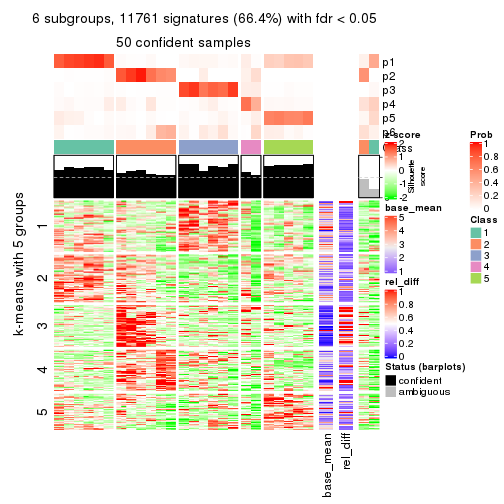 6 subgroups, 11761 signatures (66.4%) with fdr < 0.05
50 confident samples
p1
p2
p3
p4
p5
p6
Class
z-score
2
1
0
-1
-2
Silhouette
score
Prob
1
0.8
0.6
0.4
0.2
0
base_mean
5
4
3
2
1
Class
1
2
3
4
5
rel_diff
1
0.8
0.6
0.4
0.2
0
Status (barplots)
confident
ambiguous
k-means with 5 groups
1
2
3
4
5
base_mean
rel_diff